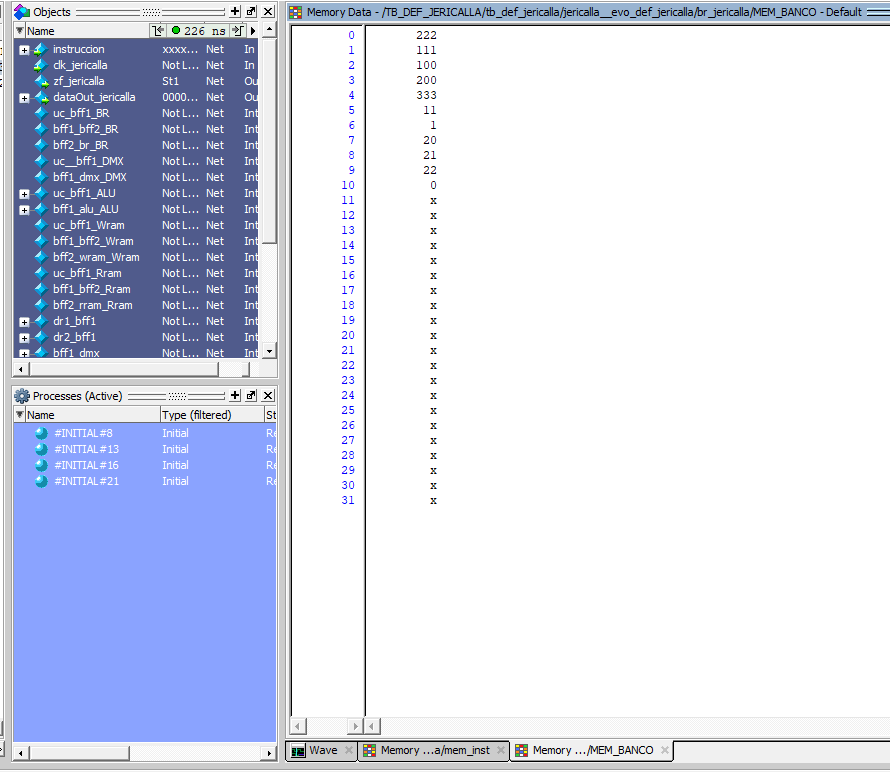 Objects
Name 226 ns
instruccion xxxx... Net In
clk_jericalla Not L... Net In
zf_jericalla St1 Net Ou
dataOut_jericalla 0000... Net Ou
uc_bff1_BR Not L... Net Int
bff1_bff2_BR Not L... Net Int
bff2_br_BR Not L... Net Int
uc__bff1_DMX Not L... Net Int
bff1_dmx_DMX Not L... Net Int
uc_bff1_ALU Not L... Net Int
bff1_alu_ALU Not L... Net Int
uc_bff1_Wram Not L... Net Int
bff1_bff2_Wram Not L... Net Int
bff2_wram_Wram Not L... Net Int
uc_bff1_Rram Not L... Net Int
bff1_bff2_Rram Not L... Net Int
bff2_rram_Rram Not L... Net Int
dr1_bff1 Not L... Net Int
dr2_bff1 Not L... Net Int
bff1_dmx Not L... Net Int
Processes (Active)
Name Type (filtered) St
#INITIAL#8 Initial Re
#INITIAL#13 Initial Re
#INITIAL#16 Initial Re
#INITIAL#21 Initial Re
Memory Data - /TB_DEF_JERICALLA/tb_def_jericalla/jericalla__evo_def_jericalla/br_jericalla/MEM_BANCO - Default
0 222
1 111
2 100
3 200
4 333
5 11
6 1
7 20
8 21
9 22
10 0
11 x
12 x
13 x
14 x
15 x
16 x
17 x
18 x
19 x
20 x
21 x
22 x
23 x
24 x
25 x
26 x
27 x
28 x
29 x
30 x
31 x
Wave Memory ...a/mem_inst Memory .../MEM_BANCO